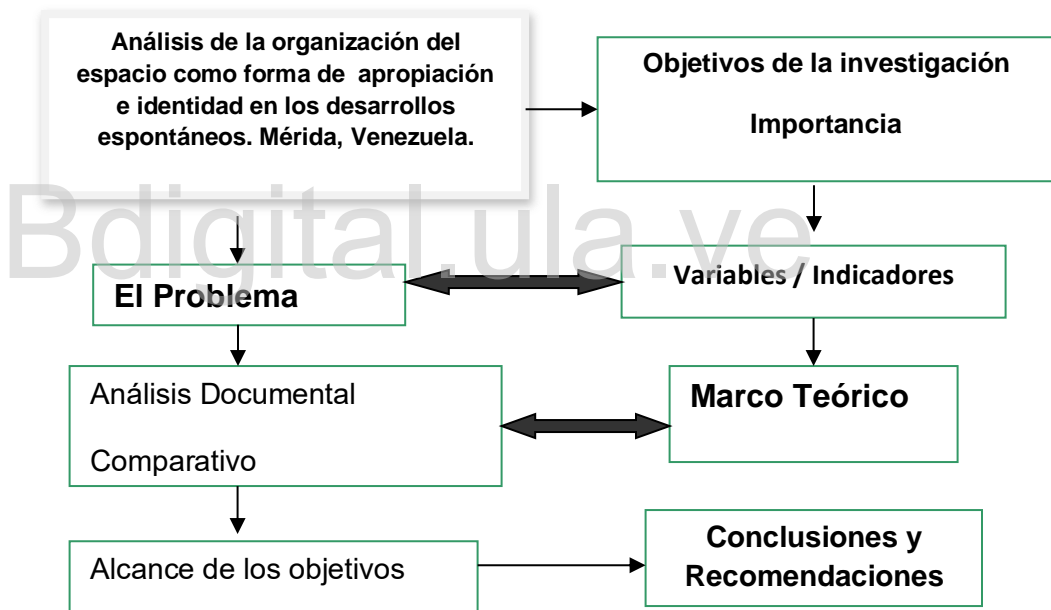 Análisis de la organización del
espacio como forma de apropiación
e identidad en los desarrollos
espontáneos. Mérida, Venezuela.
Objetivos de la investigación
Importancia
Bdigital.ula.ve
El Problema
Variables / Indicadores
Análisis Documental
Comparativo
Marco Teórico
Alcance de los objetivos
Conclusiones y
Recomendaciones